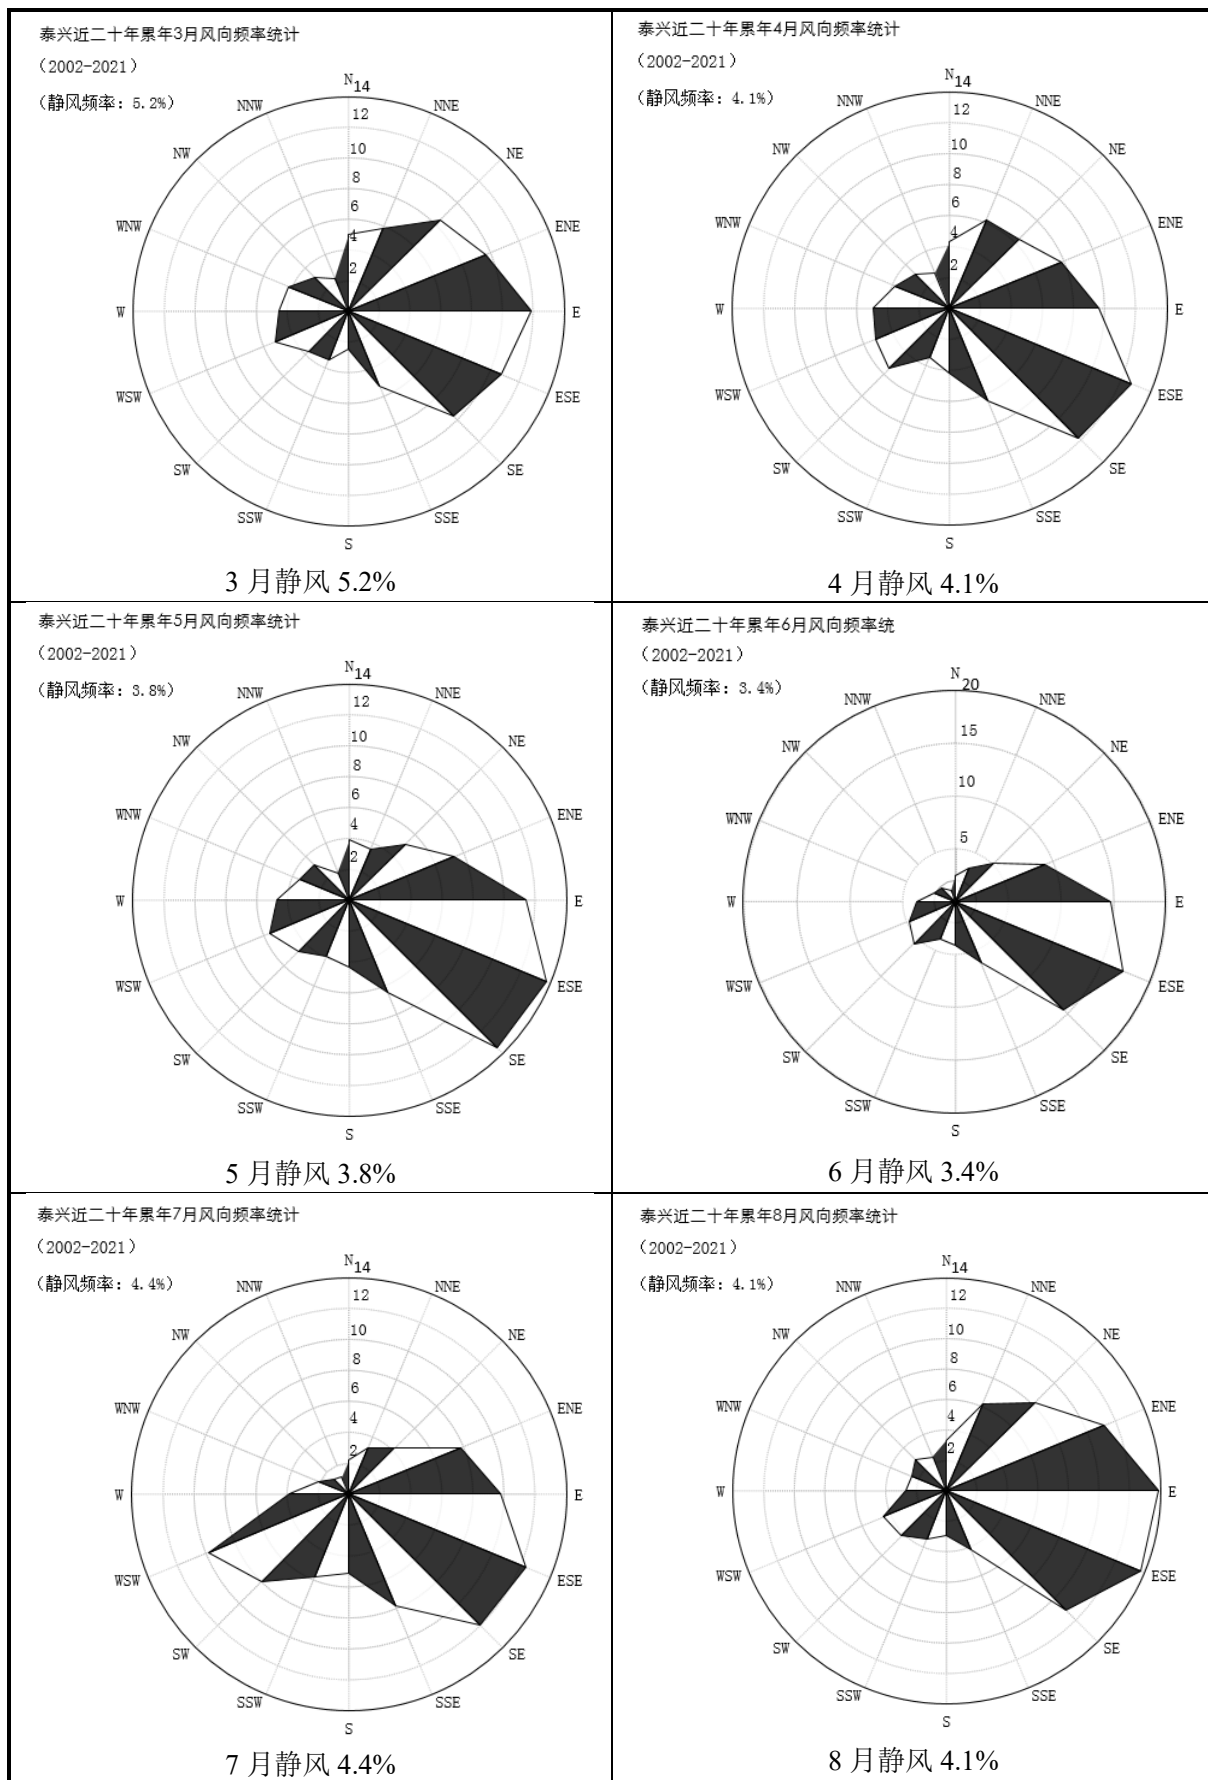 泰兴近二十年累年3月风向频率统计
（2002-2021）
（静风频率: 5.2%）
N
14
NNE
NE
ENE
E
ESE
SE
SSE
S
SSW
SW
WSW
W
WNW
NW
NNW
12
10
8
6
4
2
3 月静风 5.2%
泰兴近二十年累年4月风向频率统计
（2002-2021）
（静风频率: 4.1%）
N
14
NNE
NE
ENE
E
ESE
SE
SSE
S
SSW
SW
WSW
W
WNW
NW
NNW
12
10
8
6
4
2
4 月静风 4.1%
泰兴近二十年累年5月风向频率统计
（2002-2021）
（静风频率: 3.8%）
N
14
NNE
NE
ENE
E
ESE
SE
SSE
S
SSW
SW
WSW
W
WNW
NW
NNW
12
10
8
6
4
2
5 月静风 3.8%
泰兴近二十年累年6月风向频率统
（2002-2021）
（静风频率: 3.4%）
N
20
NNE
NE
ENE
E
ESE
SE
SSE
S
SSW
SW
WSW
W
WNW
NW
NNW
15
10
5
6 月静风 3.4%
泰兴近二十年累年7月风向频率统计
（2002-2021）
（静风频率: 4.4%）
N
14
NNE
NE
ENE
E
ESE
SE
SSE
S
SSW
SW
WSW
W
WNW
NW
NNW
12
10
8
6
4
2
7 月静风 4.4%
泰兴近二十年累年8月风向频率统计
（2002-2021）
（静风频率: 4.1%）
N
14
NNE
NE
ENE
E
ESE
SE
SSE
S
SSW
SW
WSW
W
WNW
NW
NNW
12
10
8
6
4
2
8 月静风 4.1%